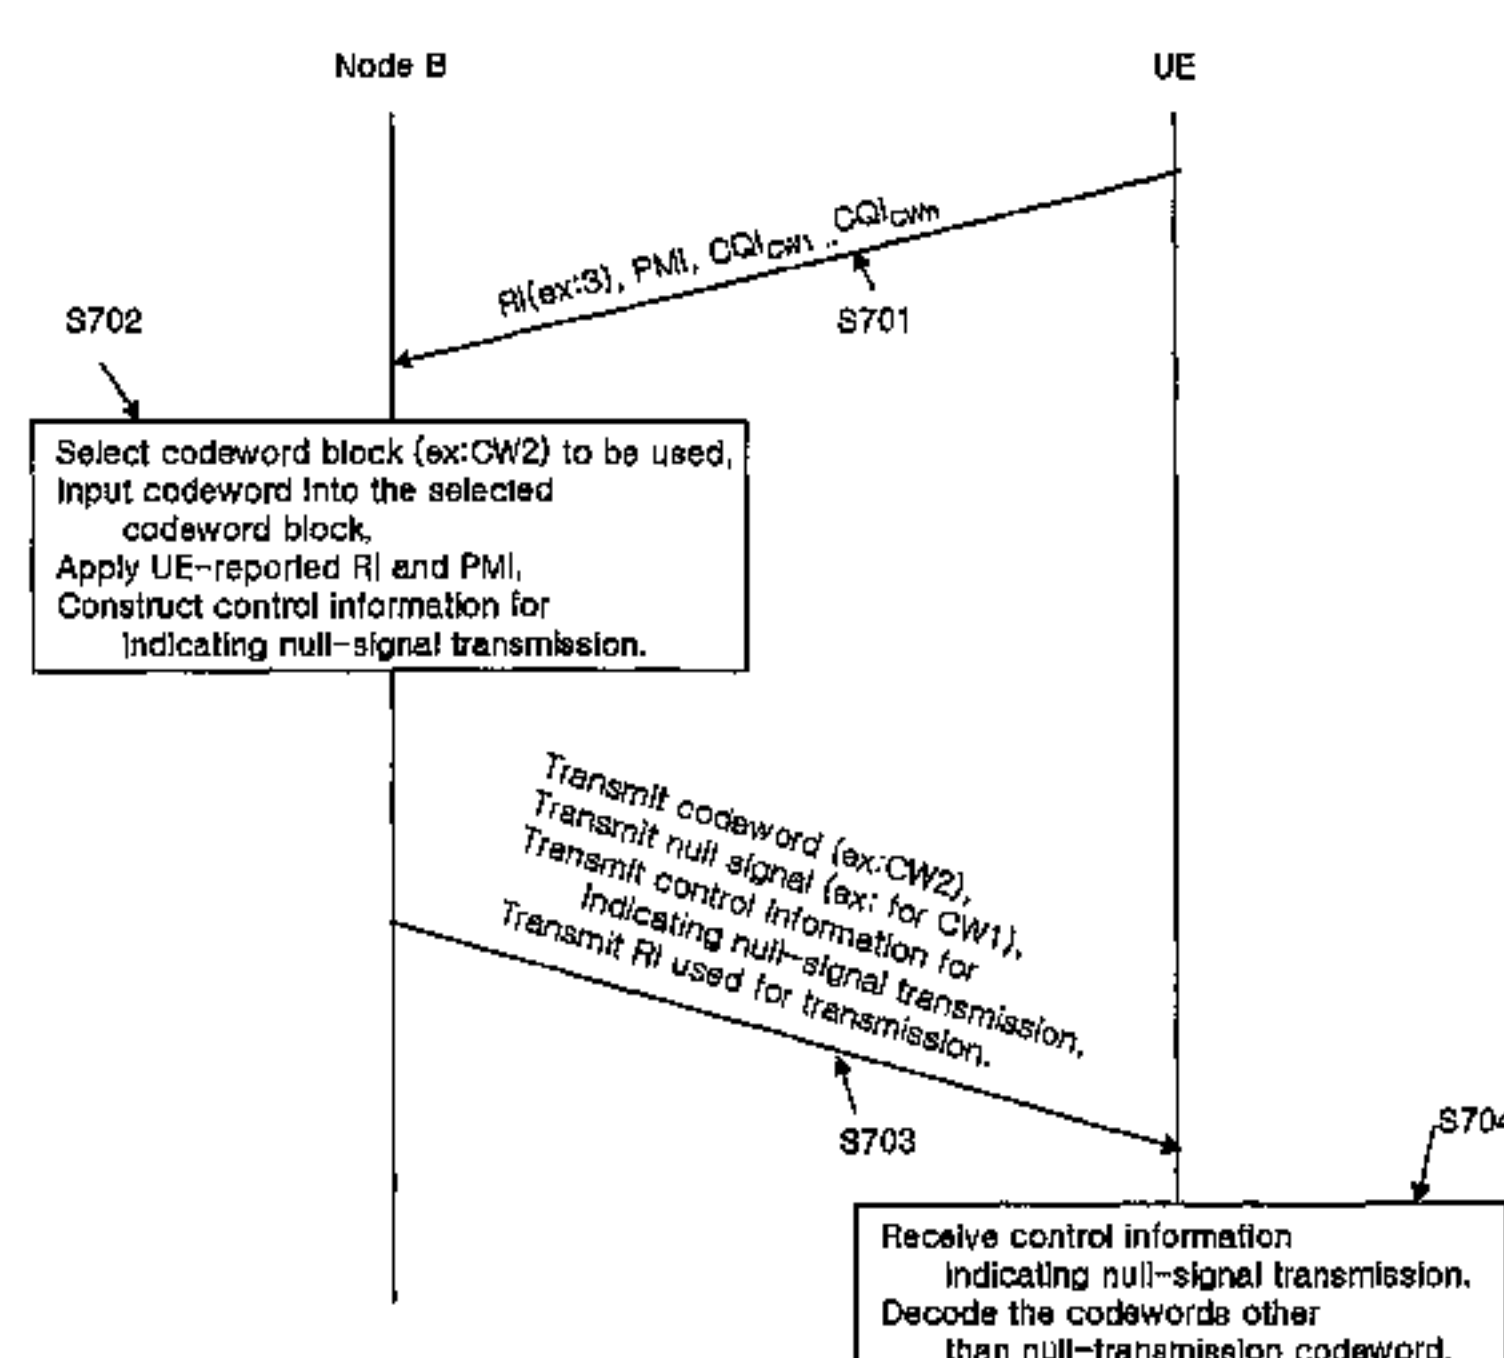 Node B
UE
RI(ex:3), PMI, CQICW1 .. CQICWn
S701
S702
Select codeword block (ex:CW2) to be used,
Input codeword into the selected
codeword block,
Apply UE-reported RI and PMI,
Construct control information for
indicating null-signal transmission.
Transmit codeword (ex:CW2),
Transmit null signal (ex: for CW1),
Transmit control information for
indicating null-signal transmission,
Transmit RI used for transmission.
S703
S704
Receive control information
indicating null-signal transmission.
Decode the codewords other
than null-transmission codeword.